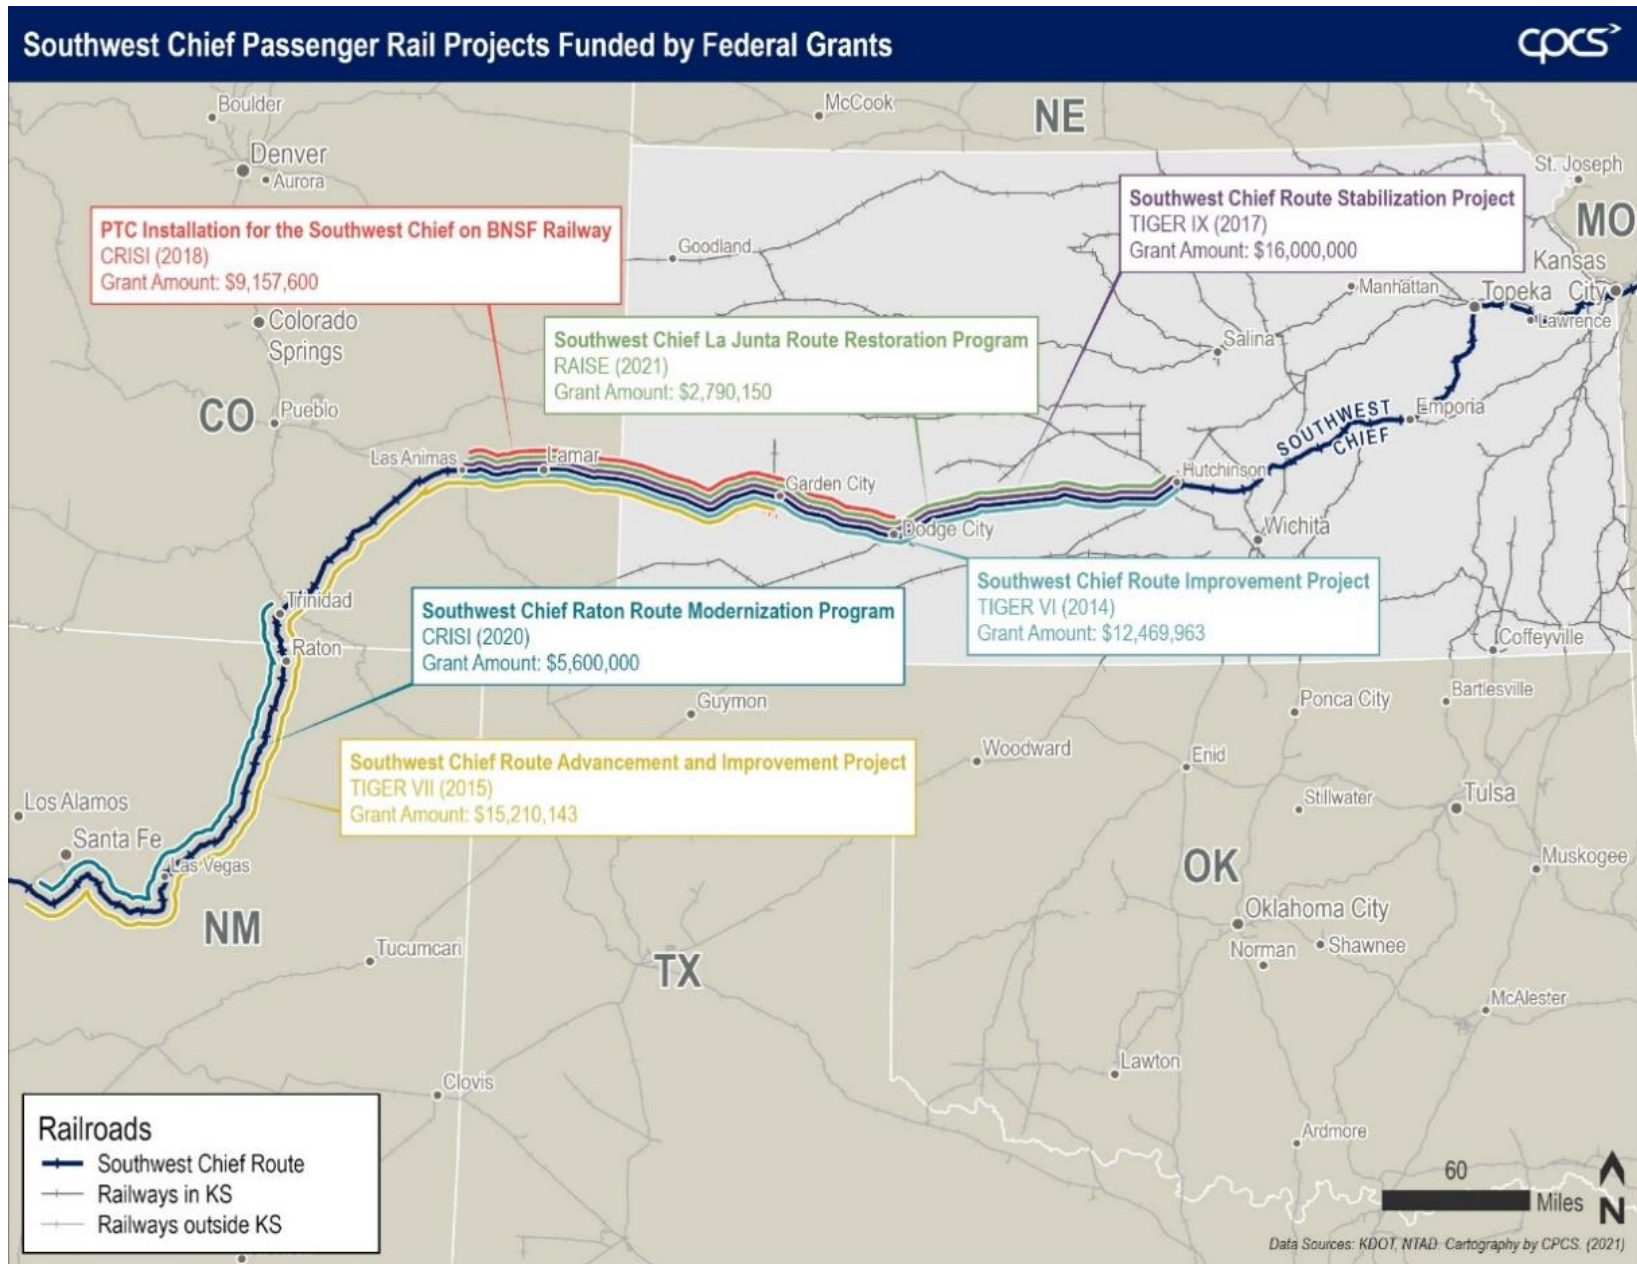 Southwest Chief Passenger Rail Projects Funded by Federal Grants
cpcs
Boulder
McCook
NE
Denver
Aurora
St. Joseph
MO
PTC Installation for the Southwest Chief on BNSF Railway
CRISI (2018)
Grant Amount: $9,157,600
Southwest Chief Route Stabilization Project
TIGER IX (2017)
Grant Amount: $16,000,000
Goodland
Kansas
City
Manhattan
Topeka
Lawrence
Colorado
Springs
Southwest Chief La Junta Route Restoration Program
RAISE (2021)
Grant Amount: $2,790,150
Salina
CO
Pueblo
Emporia
SOUTHWEST
CHIEF
Las Animas
Lamar
Garden City
Hutchinson
Dodge City
Wichita
Southwest Chief Route Improvement Project
TIGER VI (2014)
Grant Amount: $12,469,963
Trinidad
Raton
Southwest Chief Raton Route Modernization Program
CRISI (2020)
Grant Amount: $5,600,000
Coffeyville
Guymon
Ponca City
Bartlesville
Southwest Chief Route Advancement and Improvement Project
TIGER VII (2015)
Grant Amount: $15,210,143
Woodward
Enid
Stillwater
Tulsa
Los Alamos
Santa Fe
Las Vegas
Muskogee
OK
NM
Oklahoma City
Norman
Shawnee
Tucumcari
TX
McAlester
Lawton
Clovis
Ardmore
Railroads
Southwest Chief Route
Railways in KS
Railways outside KS
60
Miles
N
Data Sources: KDOT, NTAD. Cartography by CPCS. (2021)